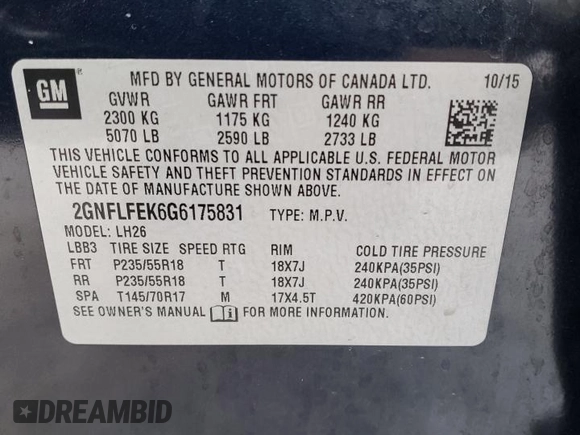 GM
MFD BY GENERAL MOTORS OF CANADA LTD. 10/15
GVWR GAWR FRT GAWR RR
2300 KG 1175 KG 1240 KG
5070 LB 2590 LB 2733 LB
THIS VEHICLE CONFORMS TO ALL APPLICABLE U.S. FEDERAL MOTOR
VEHICLE SAFETY AND THEFT PREVENTION STANDARDS IN EFFECT ON
THE DATE OF MANUFACTURE SHOWN ABOVE.
2GNFLFEK6G6175831 TYPE: M.P.V.
MODEL: LH26
LBB3 TIRE SIZE SPEED RTG RIM COLD TIRE PRESSURE
FRT P235/55R18 T 18X7J 240KPA(35PSI)
RR P235/55R18 T 18X7J 240KPA(35PSI)
SPA T145/70R17 M 17X4.5T 420KPA(60PSI)
SEE OWNER'S MANUAL FOR MORE INFORMATION.
DREAMBID